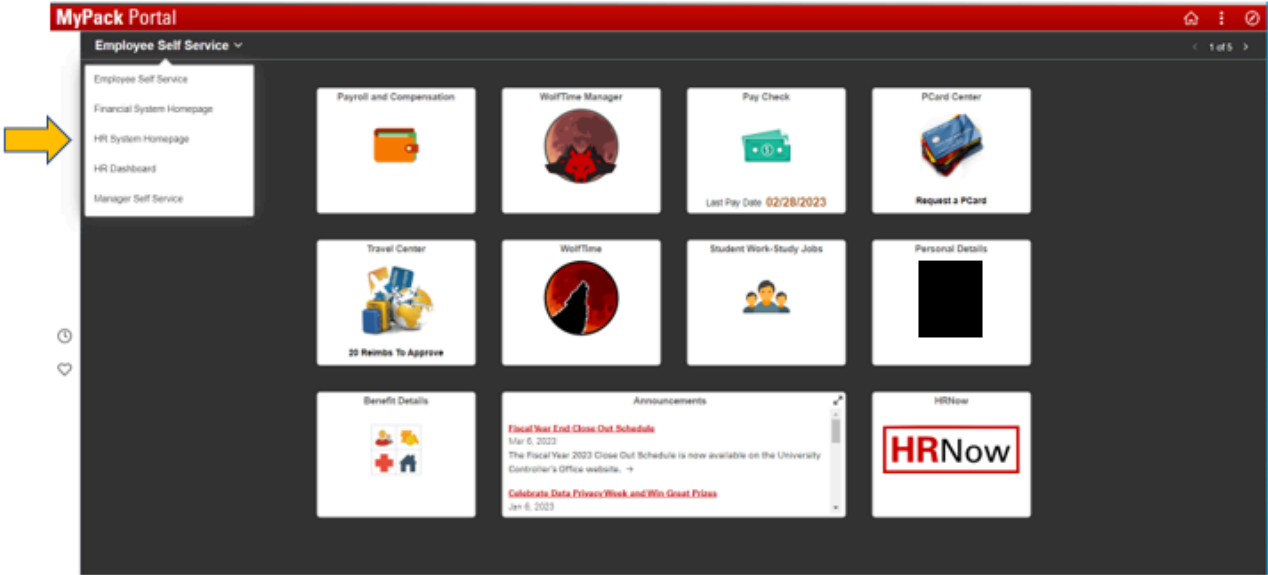 MyPack Portal
Employee Self Service
1 of 5
Employee Self Service
Financial System Homepage
HR System Homepage
HR Dashboard
Manager Self Service
Payroll and Compensation
WolfTime Manager
Pay Check
Last Pay Date 02/28/2023
PCard Center
Request a PCard
Travel Center
20 Reimbs To Approve
WolfTime
Student Work-Study Jobs
Personal Details
Benefit Details
Announcements
Fiscal Year End Close Out Schedule
Mar 6, 2023
The Fiscal Year 2023 Close Out Schedule is now available on the University
Controller's Office website. →
Celebrate Data Privacy Week and Win Great Prizes
Jan 6, 2023
HRNow
HRNow